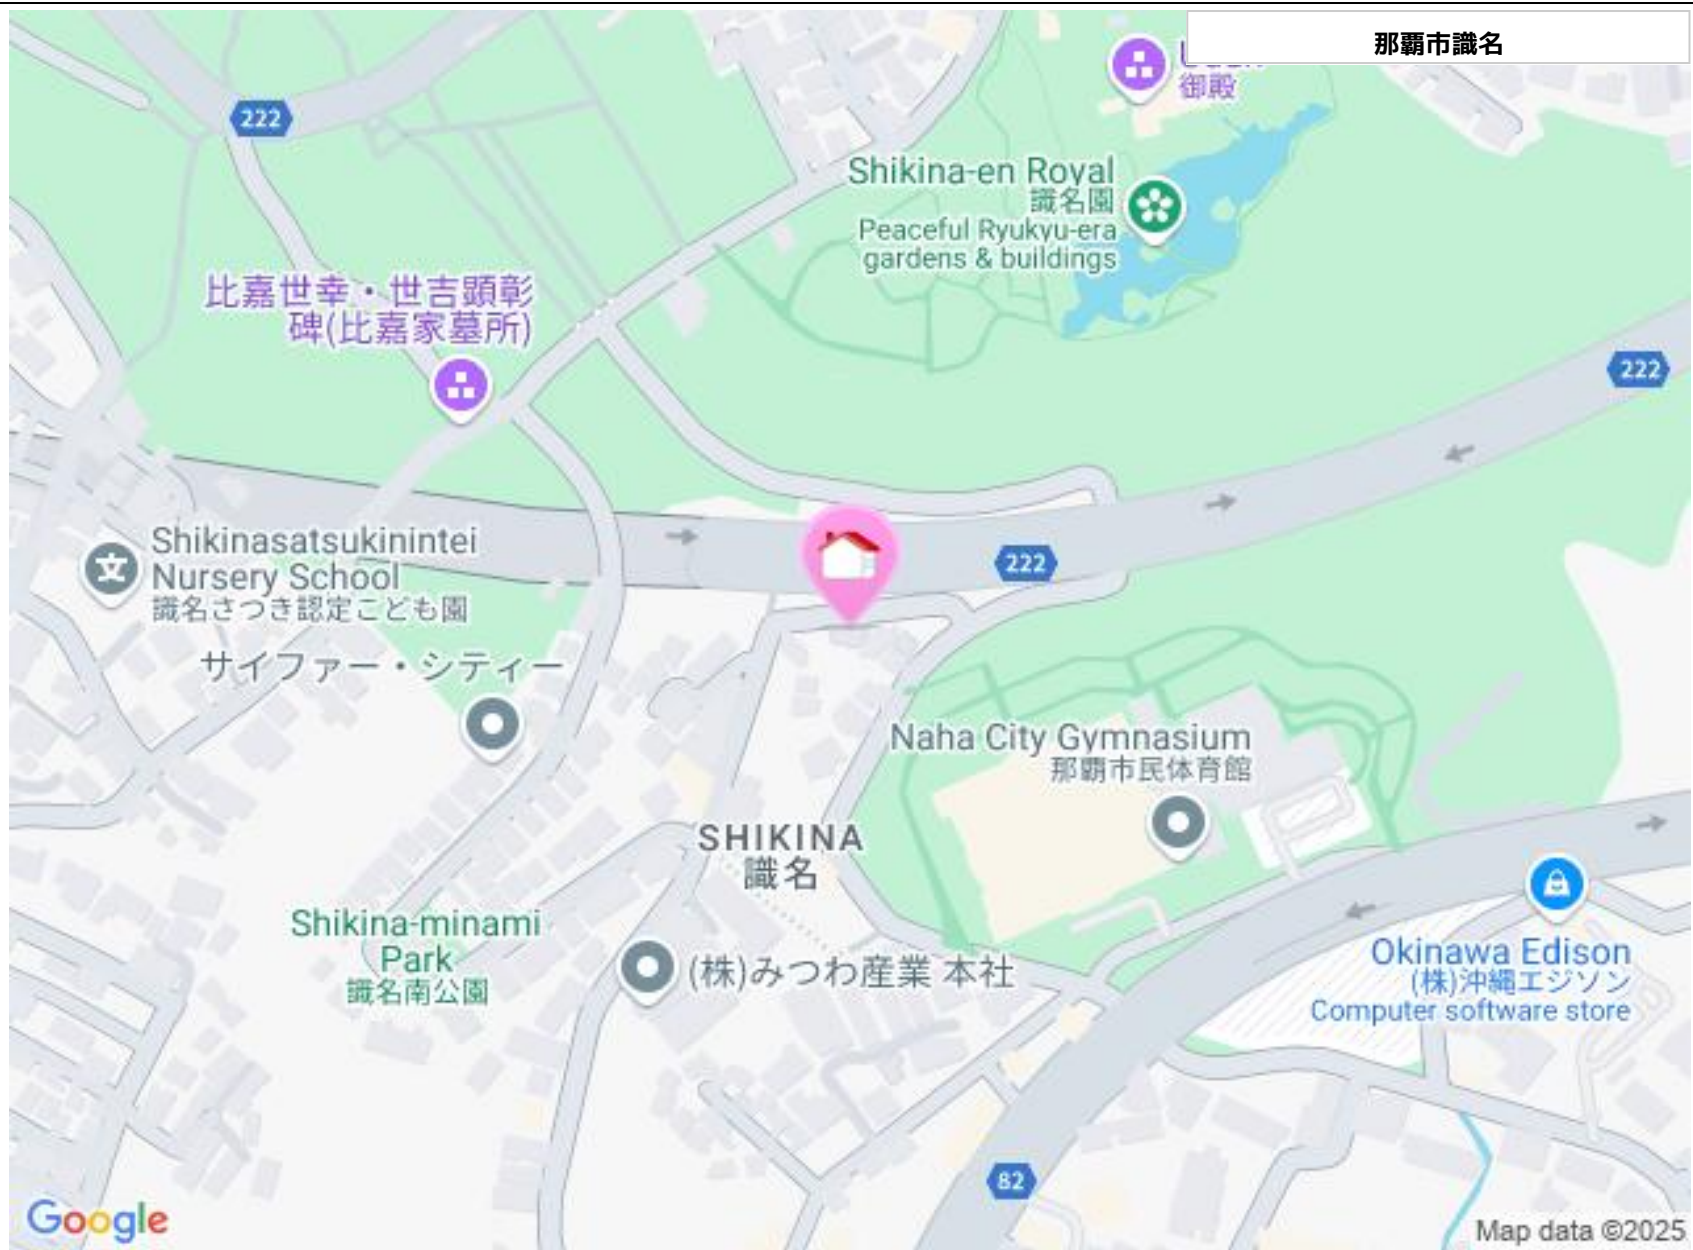 那覇市識名
御殿
222
Shikina-en Royal
識名園
Peaceful Ryukyu-era
gardens & buildings
比嘉世幸・世吉顕彰
碑(比嘉家墓所)
222
Shikinasatsukinintei
Nursery School
識名さつき認定こども園
222
サイファー・シティー
Naha City Gymnasium
那覇市民体育館
SHIKINA
識名
Shikina-minami
Park
識名南公園
(株)みつわ産業 本社
Okinawa Edison
(株)沖縄エジソン
Computer software store
82
Google
Map data ©2025